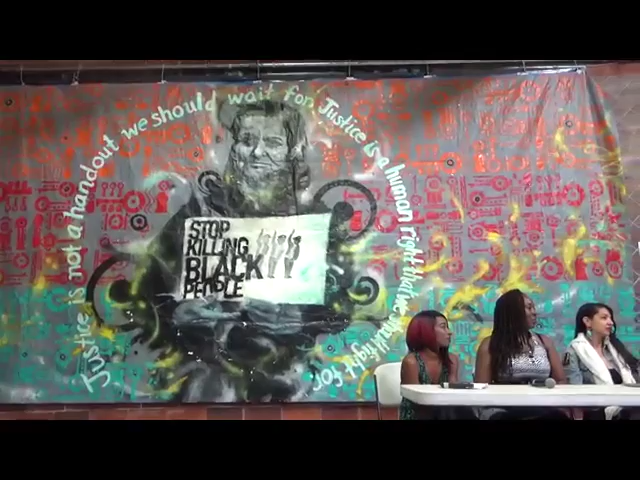 Justice is not a handout we should wait for Justice is a human right that we must fight for
STOP
KILLING
BLACK
PEOPLE